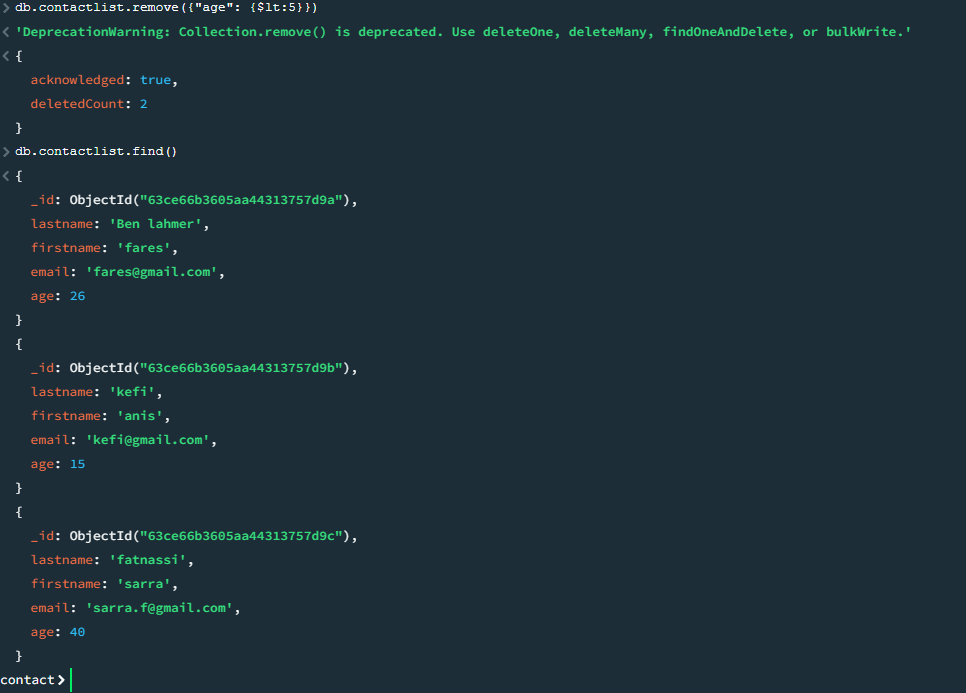 > db.contactlist.remove({"age": {$lt:5}})
< 'DeprecationWarning: Collection.remove() is deprecated. Use deleteOne, deleteMany, findOneAndDelete, or bulkWrite.'
< {
acknowledged: true,
deletedCount: 2
}
> db.contactlist.find()
< {
_id: ObjectId("63ce66b3605aa44313757d9a"),
lastname: 'Ben lahmer',
firstname: 'fares',
email: 'fares@gmail.com',
age: 26
}
{
_id: ObjectId("63ce66b3605aa44313757d9b"),
lastname: 'kefi',
firstname: 'anis',
email: 'kefi@gmail.com',
age: 15
}
{
_id: ObjectId("63ce66b3605aa44313757d9c"),
lastname: 'fatnassi',
firstname: 'sarra',
email: 'sarra.f@gmail.com',
age: 40
}
contact>